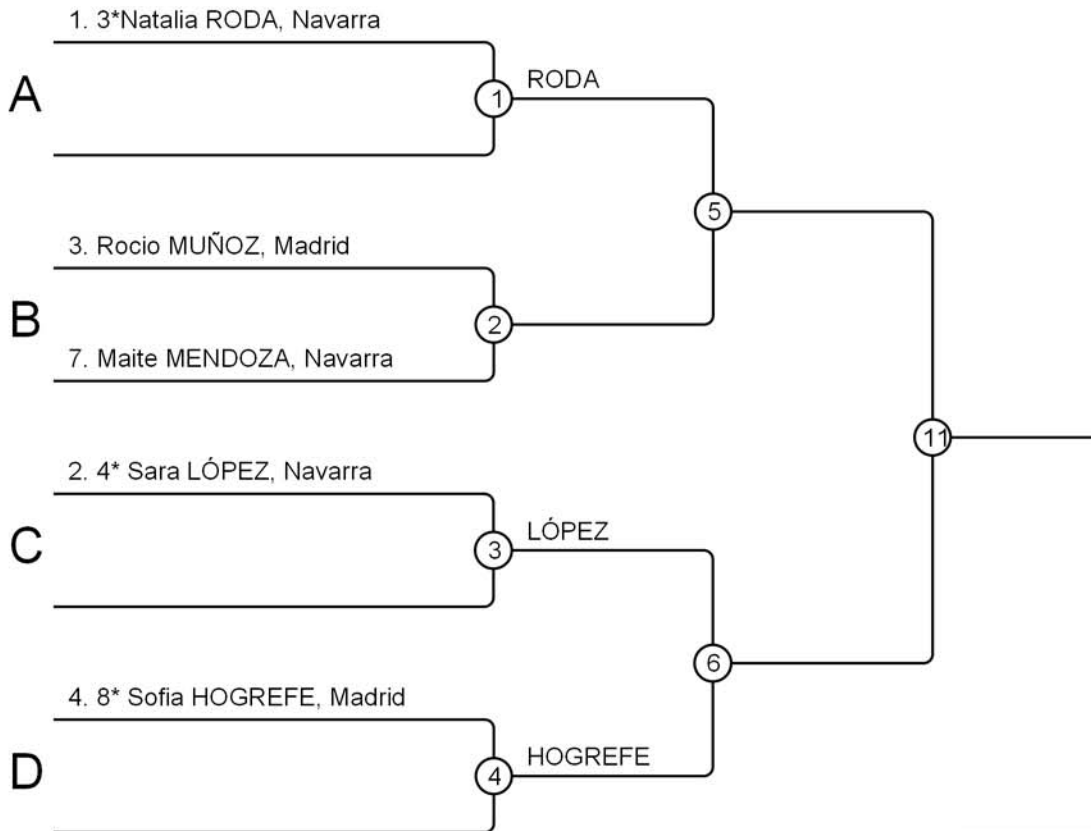 1. 3*Natalia RODA, Navarra
A
1
RODA
5
3. Rocio MUÑOZ, Madrid
B
2
7. Maite MENDOZA, Navarra
11
2. 4* Sara LÓPEZ, Navarra
C
3
LÓPEZ
6
4. 8* Sofia HOGREFE, Madrid
D
4
HOGREFE